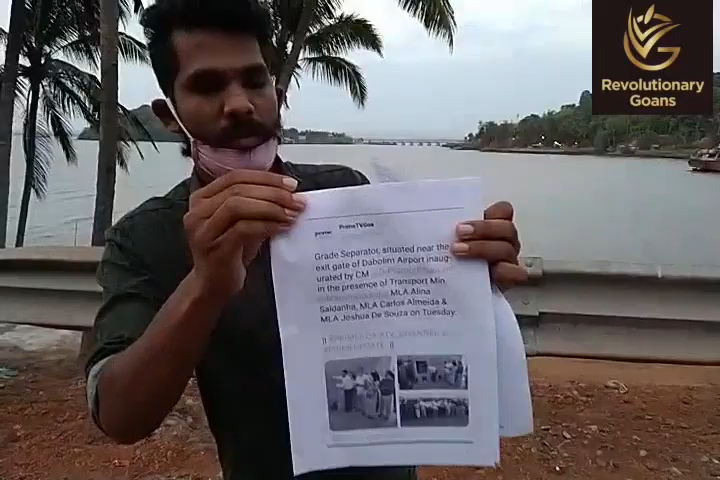 Revolutionary
Goans
PrimeTVGoa
Grade Separator, situated near the
exit gate of Dabolim Airport inaug-
urated by CM
in the presence of Transport Min
MLA Alina
Saldanha, MLA Carlos Almeida &
MLA Joshua De Souza on Tuesday.